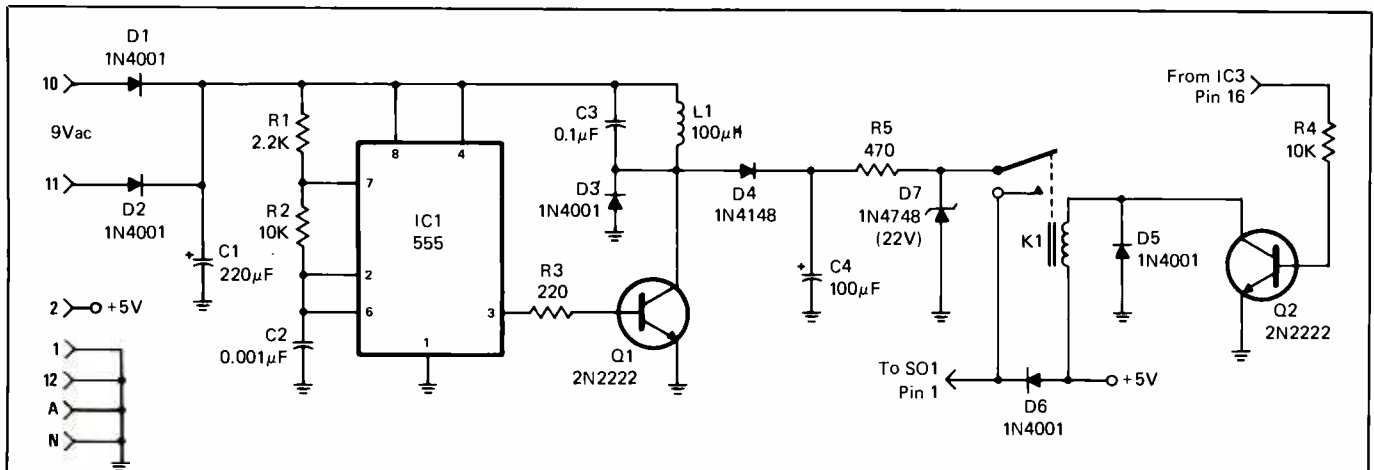 D1
1N4001
10
9Vac
11
D2
1N4001
+
C1
220µF
2
+5V
1
12
A
N
R1
2.2K
R2
10K
C2
0.001µF
8
4
7
2
6
3
1
IC1
555
R3
220
Q1
2N2222
C3
0.1µF
L1
100µH
D3
1N4001
D4
1N4148
+
C4
100µF
R5
470
D7
1N4748
(22V)
K1
D5
1N4001
To SO1
Pin 1
D6
1N4001
+5V
From IC3
Pin 16
R4
10K
Q2
2N2222